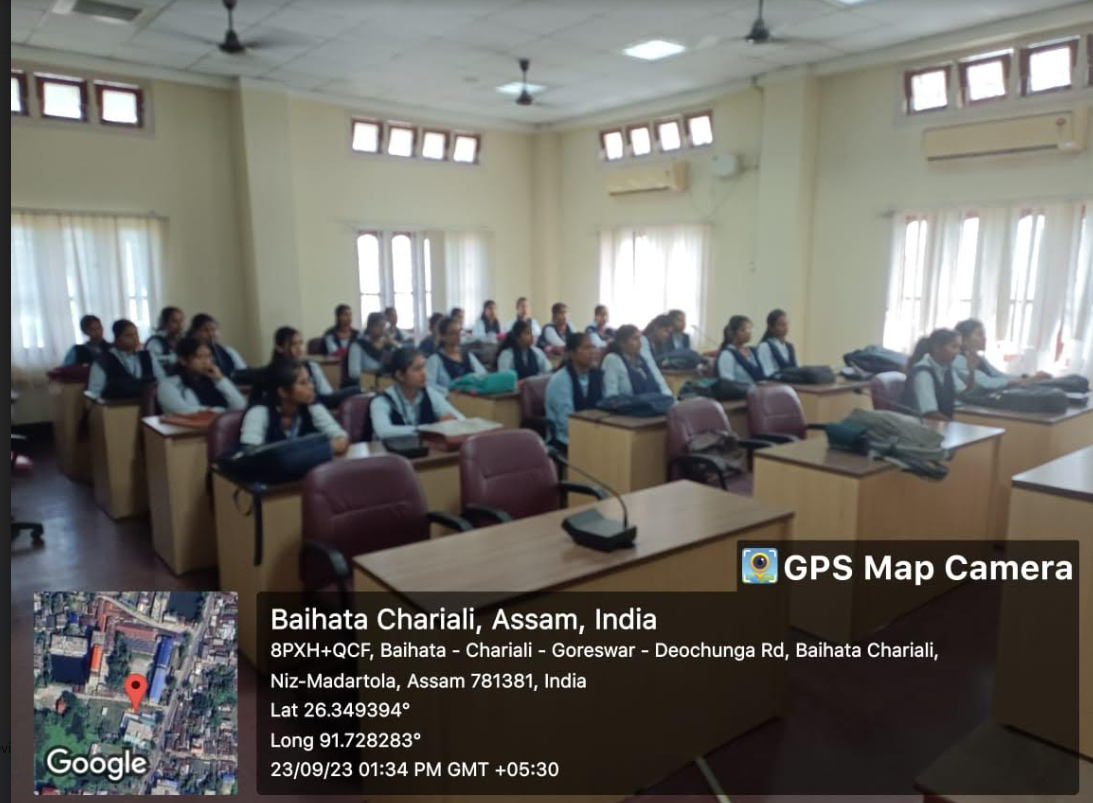 GPS Map Camera
Baihata Chariali, Assam, India
8PXH+QCF, Baihata - Chariali - Goreswar - Deochunga Rd, Baihata Chariali,
Niz-Madartola, Assam 781381, India
Lat 26.349394°
Long 91.728283°
23/09/23 01:34 PM GMT +05:30
Google